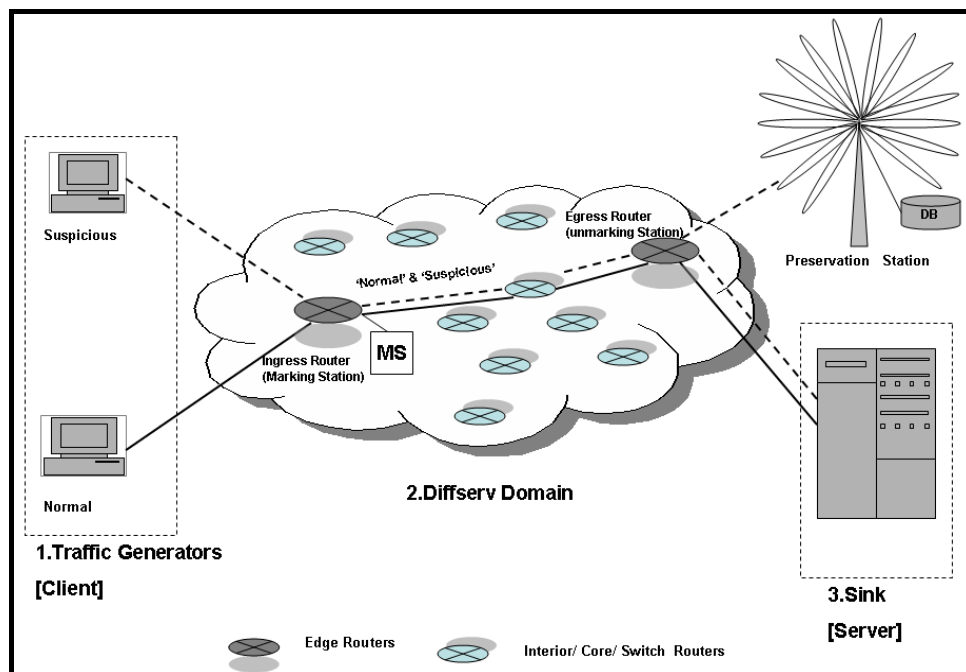 Suspicious
Normal
1.Traffic Generators
[Client]
'Normal' & 'Suspicious'
Ingress Router
(Marking Station)
MS
Egress Router
(unmarking Station)
2.Diffserv Domain
DB
Preservation Station
3.Sink
[Server]
Edge Routers
Interior/ Core/ Switch Routers